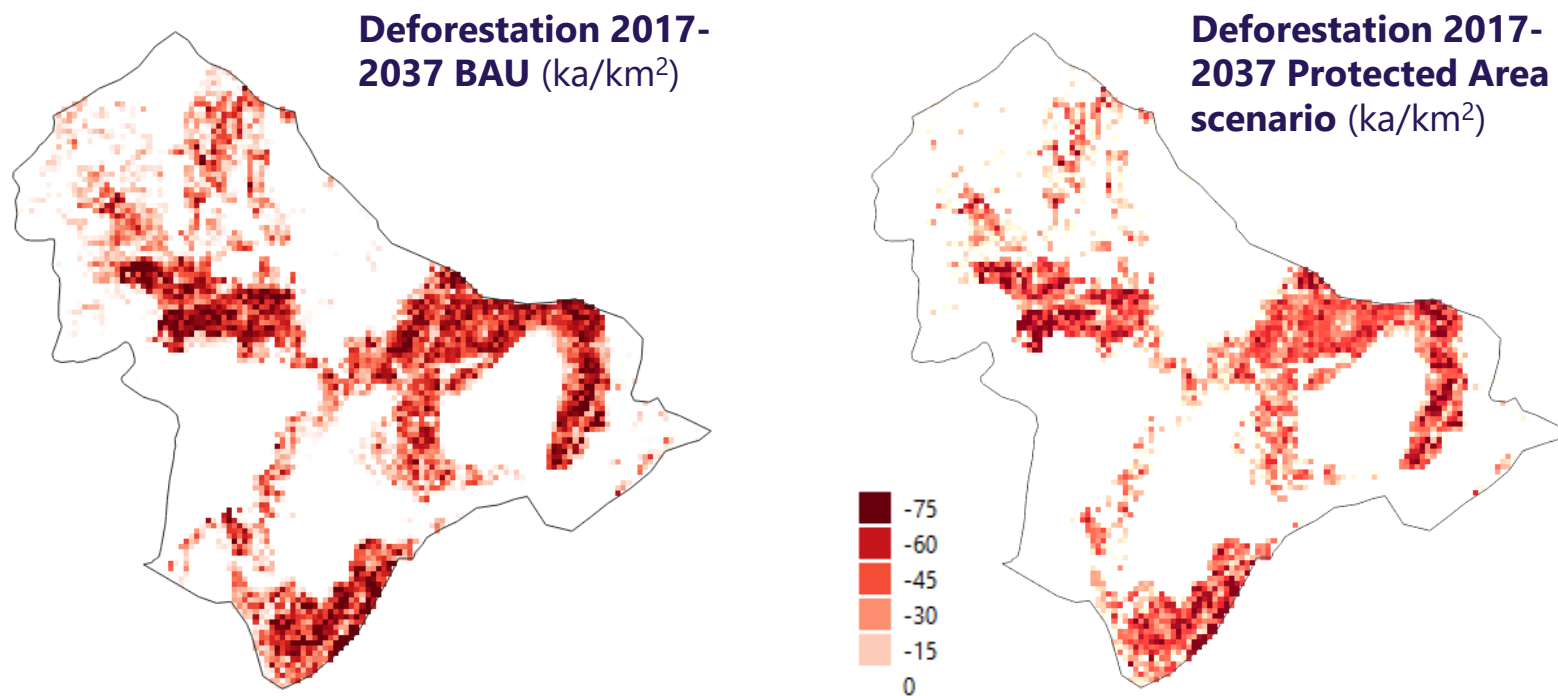 Deforestation 2017-
2037 BAU (ka/km²)
Deforestation 2017-
2037 Protected Area
scenario (ka/km²)
-75
-60
-45
-30
-15
0